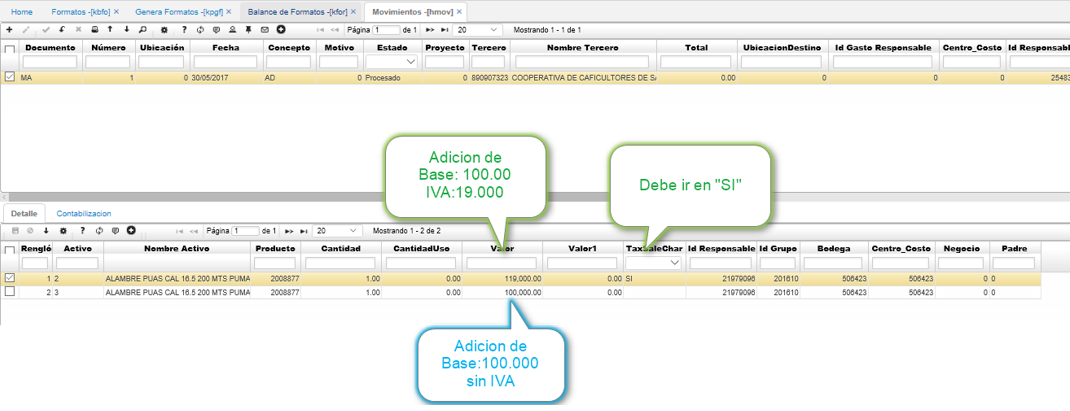 Home Formatos -[kbfo] × Genera Formatos -[kpgf] × Balance de Formatos -[kfor] × Movimientos -[hmov] ×
Página 1 de 1 20 Mostrando 1 - 1 de 1
Documento Número Ubicación Fecha Concepto Motivo Estado Proyecto Tercero Nombre Tercero Total UbicacionDestino Id Gasto Responsable Centro_Costo Id Responsabl
MA 1 0 30/05/2017 AD 0 Procesado 0 890907323 COOPERATIVA DE CAFICULTORES DE SA 0.00 0 0 0 25483
Adicion de
Base: 100.00
IVA:19.000
Debe ir en "SI"
Detalle Contabilizacion
Página 1 de 1 20 Mostrando 1 - 2 de 2
Rengló Activo Nombre Activo Producto Cantidad CantidadUso Valor Valor1 TaxSaleChar Id Responsable Id Grupo Bodega Centro_Costo Negocio Padre
1 2 ALAMBRE PUAS CAL 16.5 200 MTS PUMA 2008877 1.00 0.00 119,000.00 0.00 SI 21979096 201610 506423 506423 0 0
2 3 ALAMBRE PUAS CAL 16.5 200 MTS PUMA 2008877 1.00 0.00 100,000.00 0.00 21979096 201610 506423 506423 0 0
Adicion de
Base:100.000
sin IVA